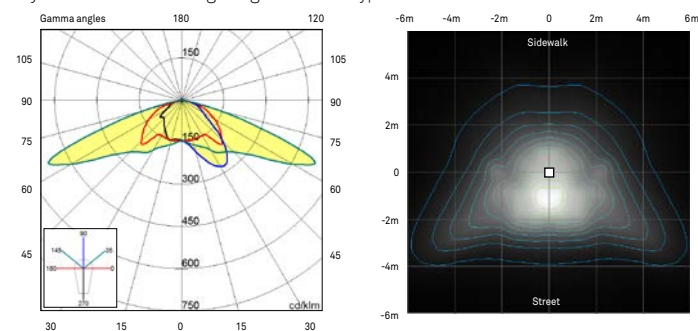 Gamma angles 180 120
-6m -4m -2m 0 2m 4m 6m
Sidewalk
150
105 105
4m
90 90
2m
75 75
150
0
60 60
300
-2m
450
45 45
600
-4m
90
145 35
180 0
270
750
cd/klm
Street
-6m
30 15 0 15 30